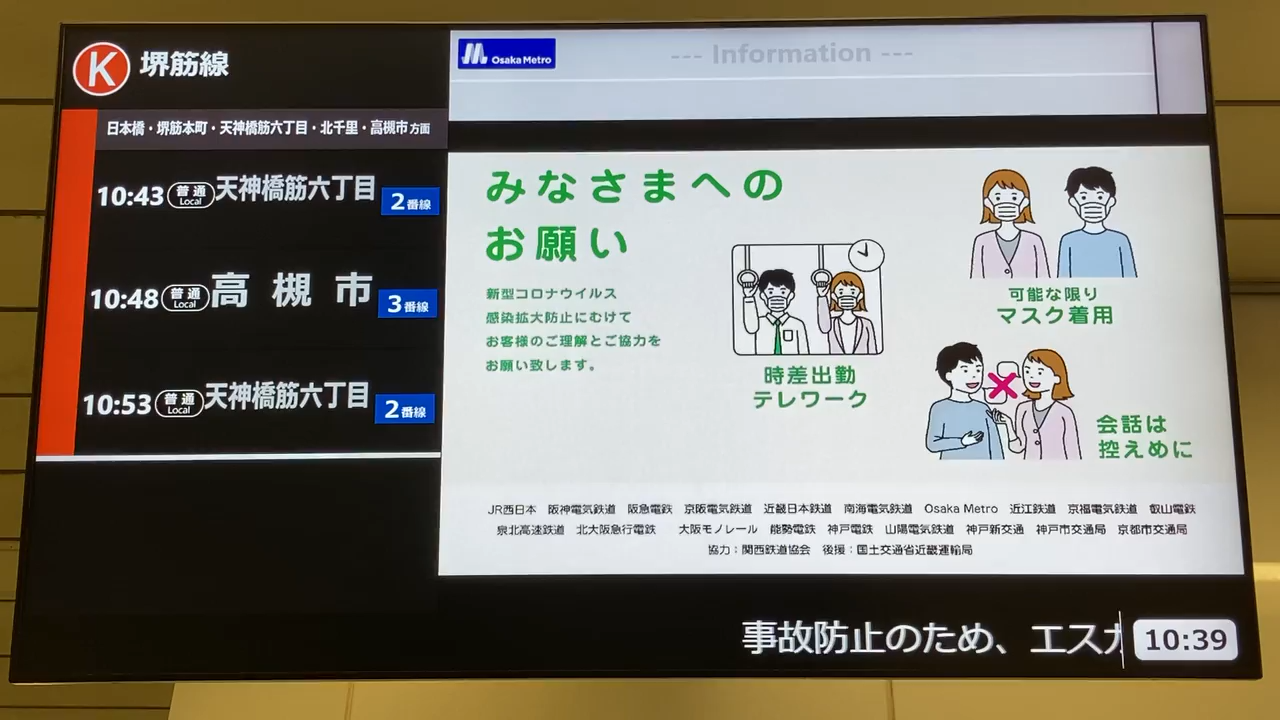 K 堺筋線
日本橋・堺筋本町・天神橋筋六丁目・北千里・高槻市方面
10:43 普通 Local 天神橋筋六丁目 2番線
10:48 普通 Local 高槻市 3番線
10:53 普通 Local 天神橋筋六丁目 2番線
Osaka Metro
--- Information ---
みなさまへの
お願い
新型コロナウイルス
感染拡大防止にむけて
お客様のご理解とご協力を
お願い致します。
時差出勤
テレワーク
可能な限り
マスク着用
会話は
控えめに
JR西日本 阪神電気鉄道 阪急電鉄 京阪電気鉄道 近畿日本鉄道 南海電気鉄道 Osaka Metro 近江鉄道 京福電気鉄道 叡山電鉄
泉北高速鉄道 北大阪急行電鉄 大阪モノレール 能勢電鉄 神戸電鉄 山陽電気鉄道 神戸新交通 神戸市交通局 京都市交通局
協力：関西鉄道協会 後援：国土交通省近畿運輸局
事故防止のため、エスカ
10:39